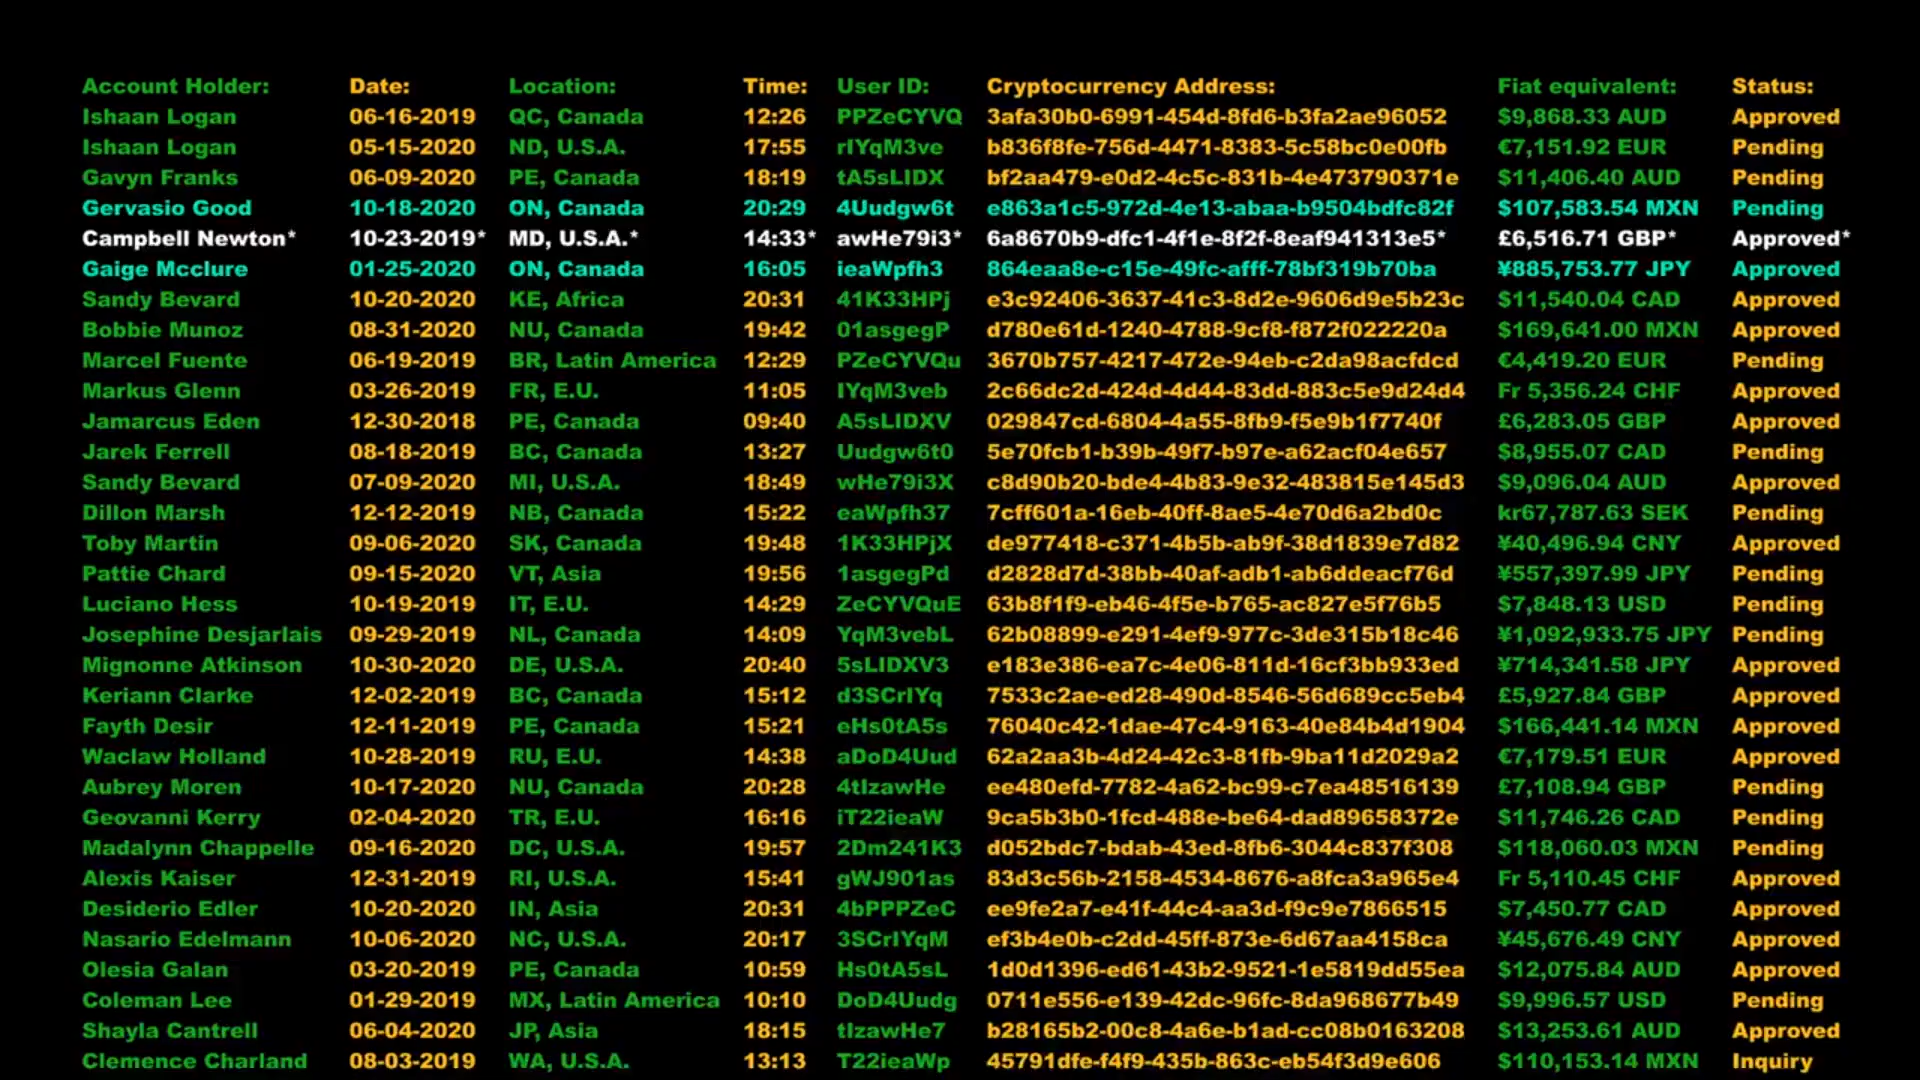 Account Holder: Date: Location: Time: User ID: Cryptocurrency Address: Fiat equivalent: Status:
Ishaan Logan 06-16-2019 QC, Canada 12:26 PPZeCYVQ 3afa30b0-6991-454d-8fd6-b3fa2ae96052 $9,868.33 AUD Approved
Ishaan Logan 05-15-2020 ND, U.S.A. 17:55 rIYqM3ve b836f8fe-756d-4471-8383-5c58bc0e00fb €7,151.92 EUR Pending
Gavyn Franks 06-09-2020 PE, Canada 18:19 tA5sLIDX bf2aa479-e0d2-4c5c-831b-4e473790371e $11,406.40 AUD Pending
Gervasio Good 10-18-2020 ON, Canada 20:29 4Uudgw6t e863a1c5-972d-4e13-abaa-b9504bdfc82f $107,583.54 MXN Pending
Campbell Newton* 10-23-2019* MD, U.S.A.* 14:33* awHe79i3* 6a8670b9-dfc1-4f1e-8f2f-8eaf941313e5* £6,516.71 GBP* Approved*
Gaige Mcclure 01-25-2020 ON, Canada 16:05 ieaWpfh3 864eaa8e-c15e-49fc-afff-78bf319b70ba ¥885,753.77 JPY Approved
Sandy Bevard 10-20-2020 KE, Africa 20:31 41K33HPj e3c92406-3637-41c3-8d2e-9606d9e5b23c $11,540.04 CAD Approved
Bobbie Munoz 08-31-2020 NU, Canada 19:42 01asgegP d780e61d-1240-4788-9cf8-f872f022220a $169,641.00 MXN Approved
Marcel Fuente 06-19-2019 BR, Latin America 12:29 PZeCYVQu 3670b757-4217-472e-94eb-c2da98acfdcd €4,419.20 EUR Pending
Markus Glenn 03-26-2019 FR, E.U. 11:05 IYqM3veb 2c66dc2d-424d-4d44-83dd-883c5e9d24d4 Fr 5,356.24 CHF Approved
Jamarcus Eden 12-30-2018 PE, Canada 09:40 A5sLIDXV 029847cd-6804-4a55-8fb9-f5e9b1f7740f £6,283.05 GBP Approved
Jarek Ferrell 08-18-2019 BC, Canada 13:27 Uudgw6t0 5e70fcb1-b39b-49f7-b97e-a62acf04e657 $8,955.07 CAD Pending
Sandy Bevard 07-09-2020 MI, U.S.A. 18:49 wHe79i3X c8d90b20-bde4-4b83-9e32-483815e145d3 $9,096.04 AUD Approved
Dillon Marsh 12-12-2019 NB, Canada 15:22 eaWpfh37 7cff601a-16eb-40ff-8ae5-4e70d6a2bd0c kr67,787.63 SEK Pending
Toby Martin 09-06-2020 SK, Canada 19:48 1K33HPjX de977418-c371-4b5b-ab9f-38d1839e7d82 ¥40,496.94 CNY Approved
Pattie Chard 09-15-2020 VT, Asia 19:56 1asgegPd d2828d7d-38bb-40af-adb1-ab6ddeacf76d ¥557,397.99 JPY Pending
Luciano Hess 10-19-2019 IT, E.U. 14:29 ZeCYVQuE 63b8f1f9-eb46-4f5e-b765-ac827e5f76b5 $7,848.13 USD Pending
Josephine Desjarlais 09-29-2019 NL, Canada 14:09 YqM3vebL 62b08899-e291-4ef9-977c-3de315b18c46 ¥1,092,933.75 JPY Pending
Mignonne Atkinson 10-30-2020 DE, U.S.A. 20:40 5sLIDXV3 e183e386-ea7c-4e06-811d-16cf3bb933ed ¥714,341.58 JPY Approved
Keriann Clarke 12-02-2019 BC, Canada 15:12 d3SCrIYq 7533c2ae-ed28-490d-8546-56d689cc5eb4 £5,927.84 GBP Approved
Fayth Desir 12-11-2019 PE, Canada 15:21 eHs0tA5s 76040c42-1dae-47c4-9163-40e84b4d1904 $166,441.14 MXN Approved
Waclaw Holland 10-28-2019 RU, E.U. 14:38 aDoD4Uud 62a2aa3b-4d24-42c3-81fb-9ba11d2029a2 €7,179.51 EUR Approved
Aubrey Moren 10-17-2020 NU, Canada 20:28 4tIzawHe ee480efd-7782-4a62-bc99-c7ea48516139 £7,108.94 GBP Pending
Geovanni Kerry 02-04-2020 TR, E.U. 16:16 iT22ieaW 9ca5b3b0-1fcd-488e-be64-dad89658372e $11,746.26 CAD Pending
Madalynn Chappelle 09-16-2020 DC, U.S.A. 19:57 2Dm241K3 d052bdc7-bdab-43ed-8fb6-3044c837f308 $118,060.03 MXN Pending
Alexis Kaiser 12-31-2019 RI, U.S.A. 15:41 gWJ901as 83d3c56b-2158-4534-8676-a8fca3a965e4 Fr 5,110.45 CHF Approved
Desiderio Edler 10-20-2020 IN, Asia 20:31 4bPPPZeC ee9fe2a7-e41f-44c4-aa3d-f9c9e7866515 $7,450.77 CAD Approved
Nasario Edelmann 10-06-2020 NC, U.S.A. 20:17 3SCrIYqM ef3b4e0b-c2dd-45ff-873e-6d67aa4158ca ¥45,676.49 CNY Approved
Olesia Galan 03-20-2019 PE, Canada 10:59 Hs0tA5sL 1d0d1396-ed61-43b2-9521-1e5819dd55ea $12,075.84 AUD Approved
Coleman Lee 01-29-2019 MX, Latin America 10:10 DoD4Uudg 0711e556-e139-42dc-96fc-8da968677b49 $9,996.57 USD Pending
Shayla Cantrell 06-04-2020 JP, Asia 18:15 tIzawHe7 b28165b2-00c8-4a6e-b1ad-cc08b0163208 $13,253.61 AUD Approved
Clemence Charland 08-03-2019 WA, U.S.A. 13:13 T22ieaWp 45791dfe-f4f9-435b-863c-eb54f3d9e606 $110,153.14 MXN Inquiry